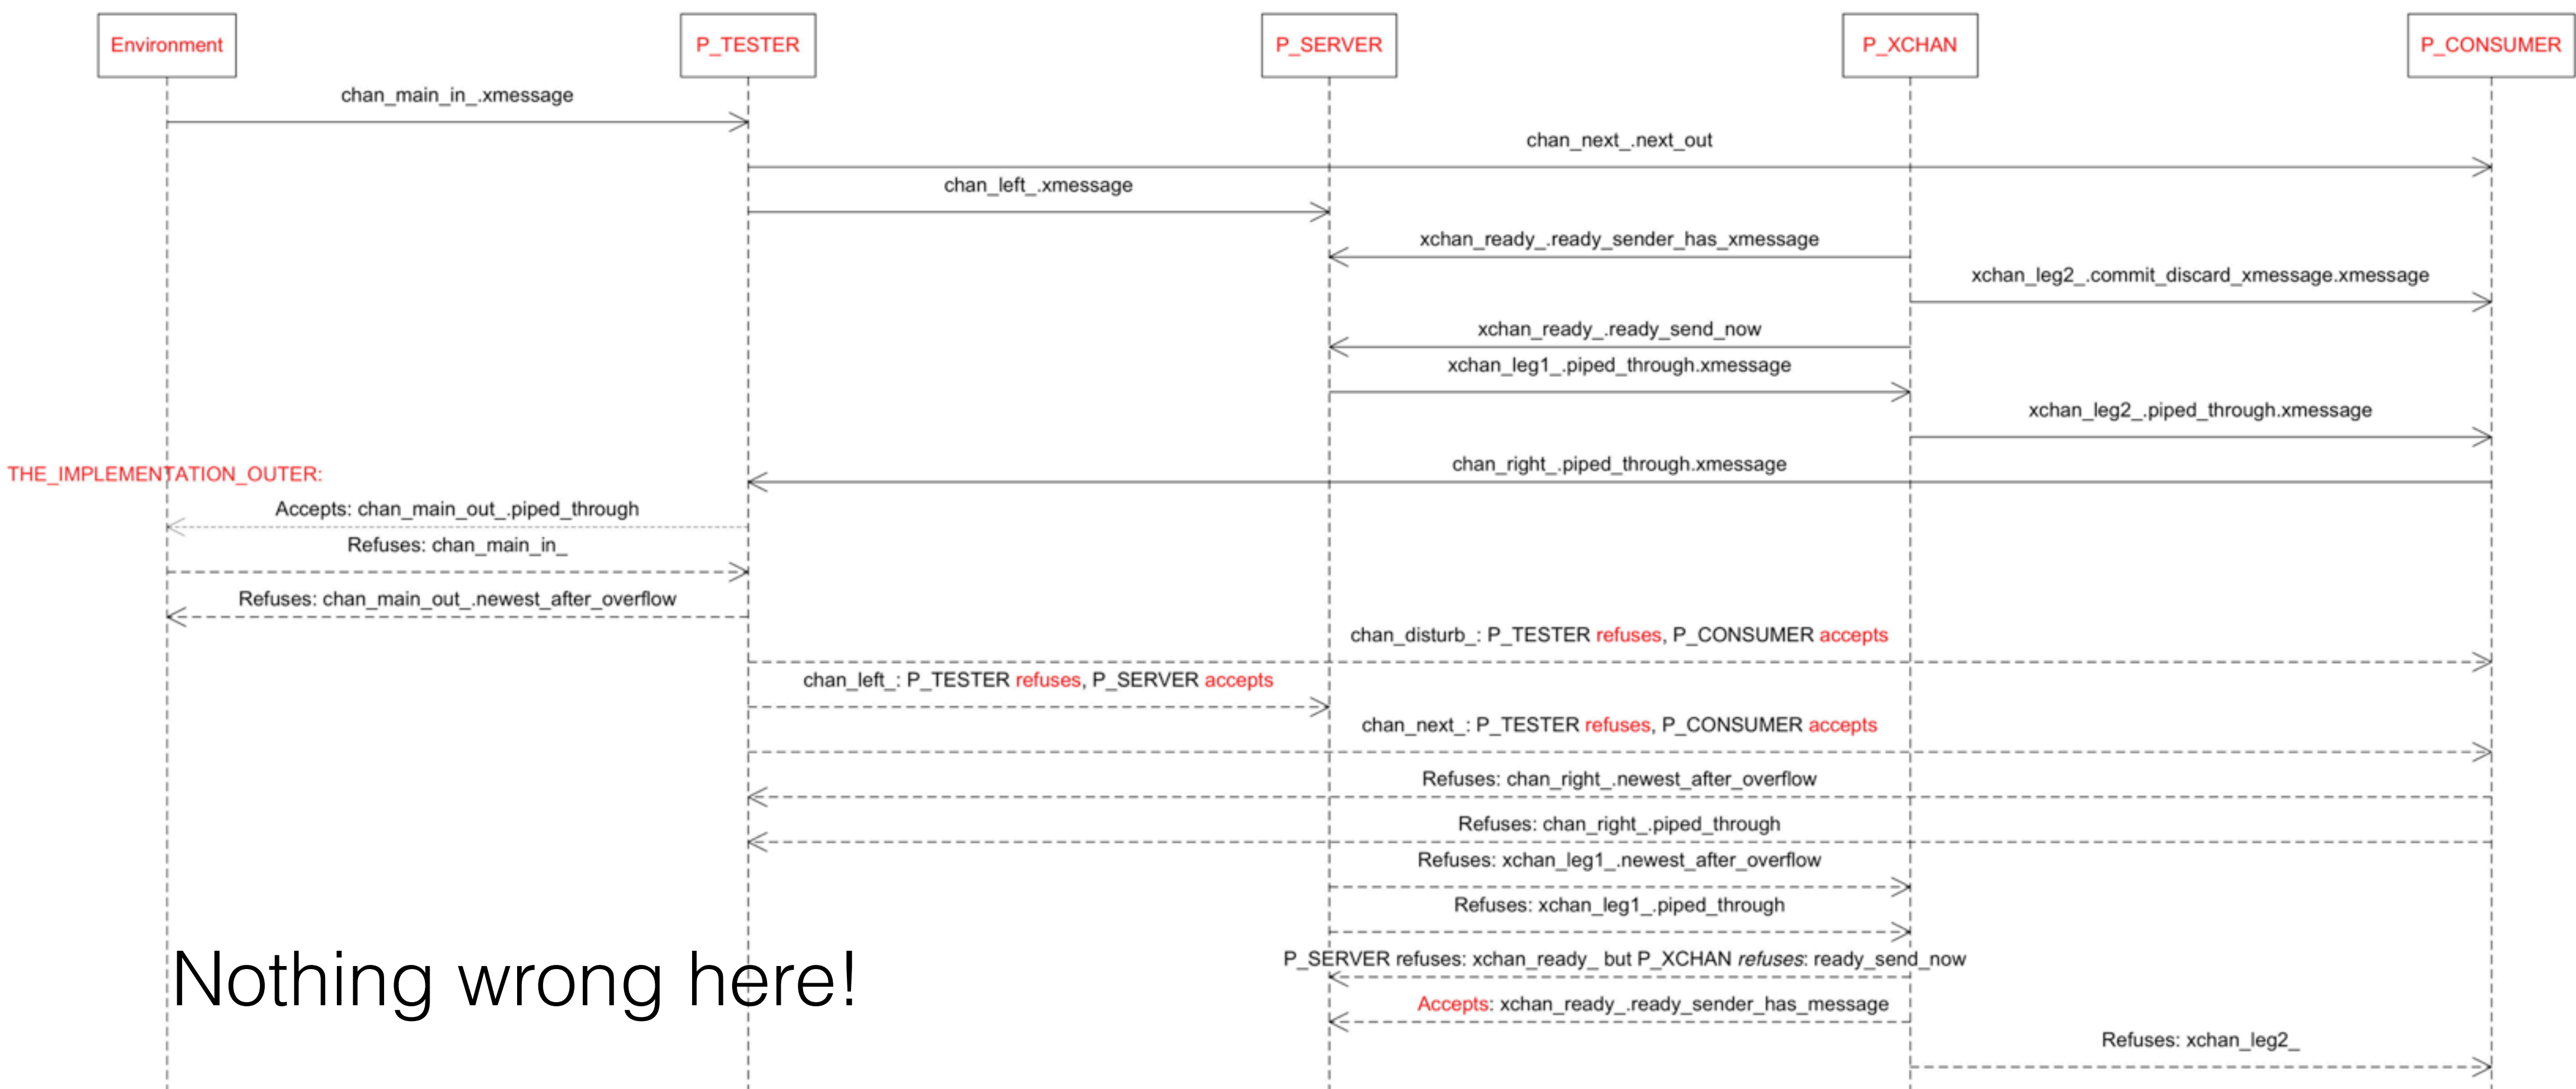 Environment
P_TESTER
P_SERVER
P_XCHAN
P_CONSUMER
chan_main_in_.xmessage
chan_next_.next_out
chan_left_.xmessage
xchan_ready_.ready_sender_has_xmessage
xchan_leg2_.commit_discard_xmessage.xmessage
xchan_ready_.ready_send_now
xchan_leg1_.piped_through.xmessage
xchan_leg2_.piped_through.xmessage
chan_right_.piped_through.xmessage
THE_IMPLEMENTATION_OUTER:
Accepts: chan_main_out_.piped_through
Refuses: chan_main_in_
Refuses: chan_main_out_.newest_after_overflow
chan_disturb_: P_TESTER refuses, P_CONSUMER accepts
chan_left_: P_TESTER refuses, P_SERVER accepts
chan_next_: P_TESTER refuses, P_CONSUMER accepts
Refuses: chan_right_.newest_after_overflow
Refuses: chan_right_.piped_through
Refuses: xchan_leg1_.newest_after_overflow
Refuses: xchan_leg1_.piped_through
P_SERVER refuses: xchan_ready_ but P_XCHAN refuses: ready_send_now
Accepts: xchan_ready_.ready_sender_has_message
Refuses: xchan_leg2_
Nothing wrong here!